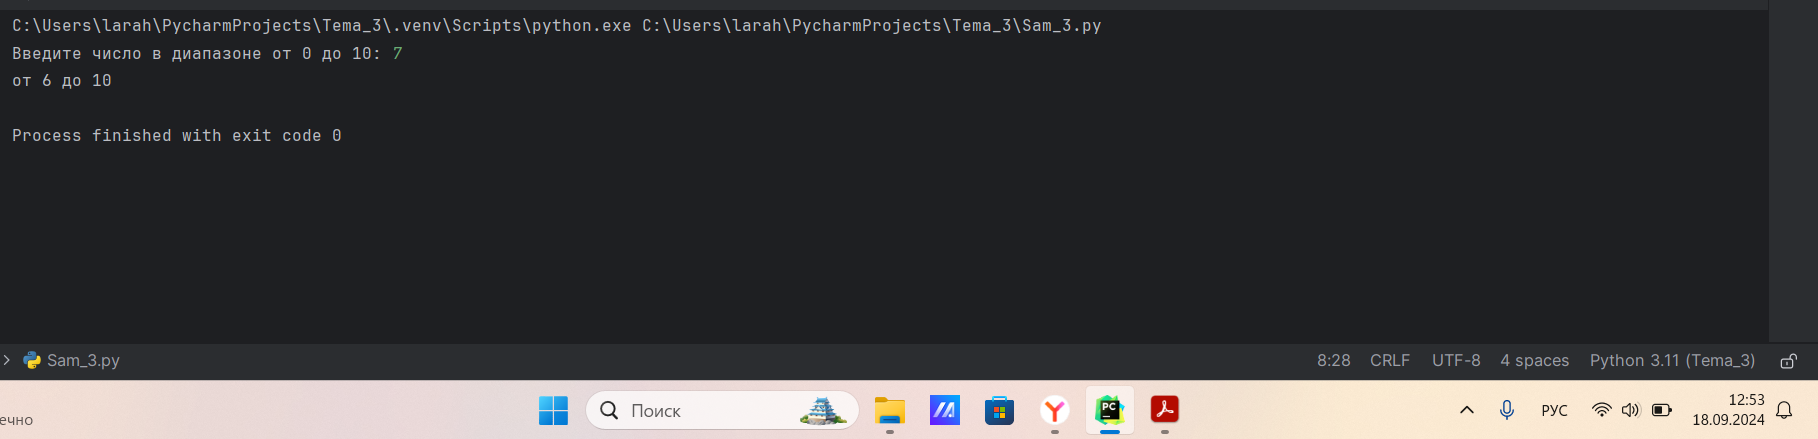 C:\Users\larah\PycharmProjects\Tema_3\.venv\Scripts\python.exe C:\Users\larah\PycharmProjects\Tema_3\Sam_3.py
Введите число в диапазоне от 0 до 10: 7
от 6 до 10
Process finished with exit code 0
Sam_3.py
8:28 CRLF UTF-8 4 spaces Python 3.11 (Tema_3)
ечно
Поиск
PC
РУС
12:53
18.09.2024